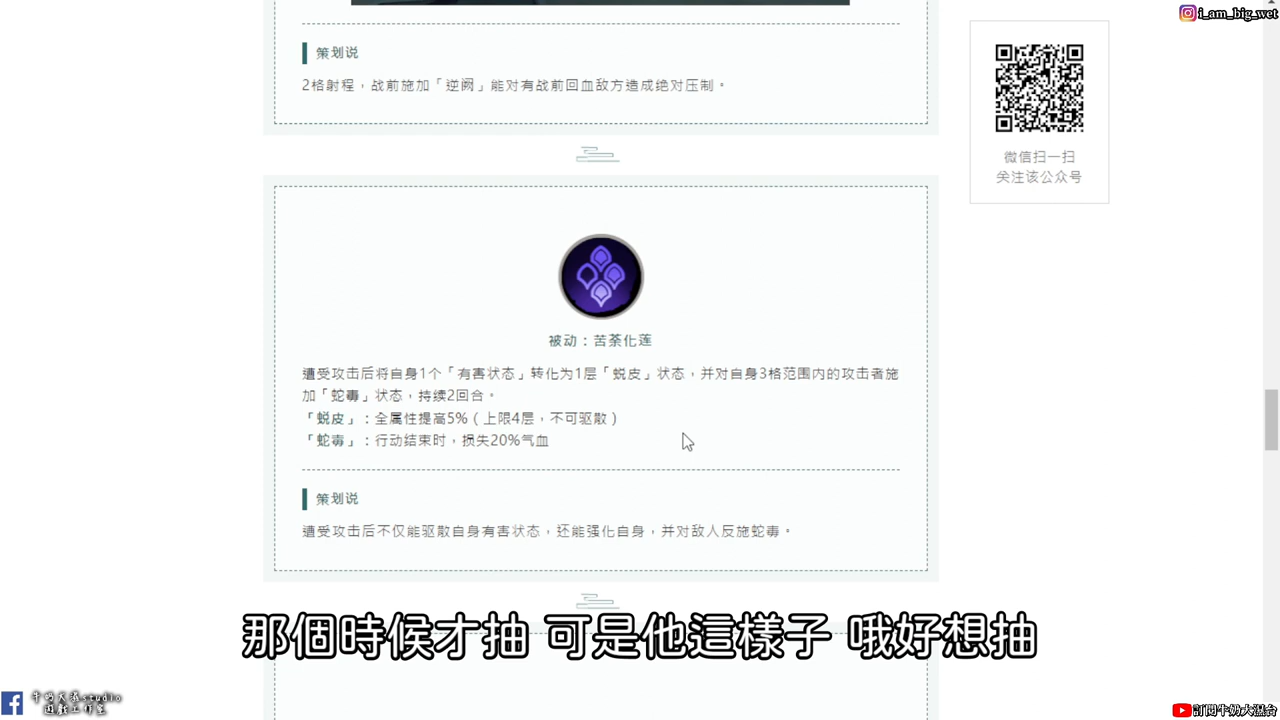 i_am_big_wet
策划说
2格射程，战前施加「逆阙」能对有战前回血敌方造成绝对压制。
微信扫一扫
关注该公众号
被动：苦荼化莲
遭受攻击后将自身1个「有害状态」转化为1层「蜕皮」状态，并对自身3格范围内的攻击者施
加「蛇毒」状态，持续2回合。
「蜕皮」：全属性提高5%（上限4层，不可驱散）
「蛇毒」：行动结束时，损失20%气血
策划说
遭受攻击后不仅能驱散自身有害状态，还能强化自身，并对敌人反施蛇毒。
那個時候才抽 可是他這樣子 哦好想抽
遊戲工作室
訂閱牛奶大混台